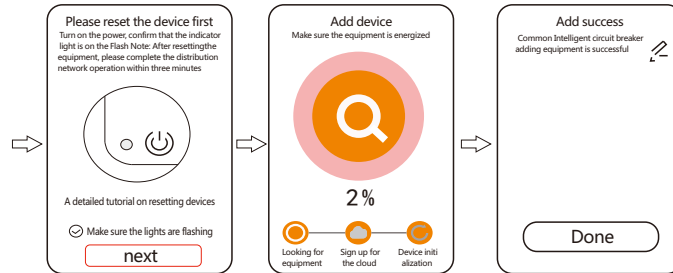 Please reset the device first
Turn on the power, confirm that the indicator
light is on the Flash Note: After resettingthe
equipment, please complete the distribution
network operation within three minutes
A detailed tutorial on resetting devices
Make sure the lights are flashing
next
Add device
Make sure the equipment is energized
2%
Looking for
equipment
Sign up for
the cloud
Device initi
alization
Add success
Common Intelligent circuit breaker
adding equipment is successful
Done